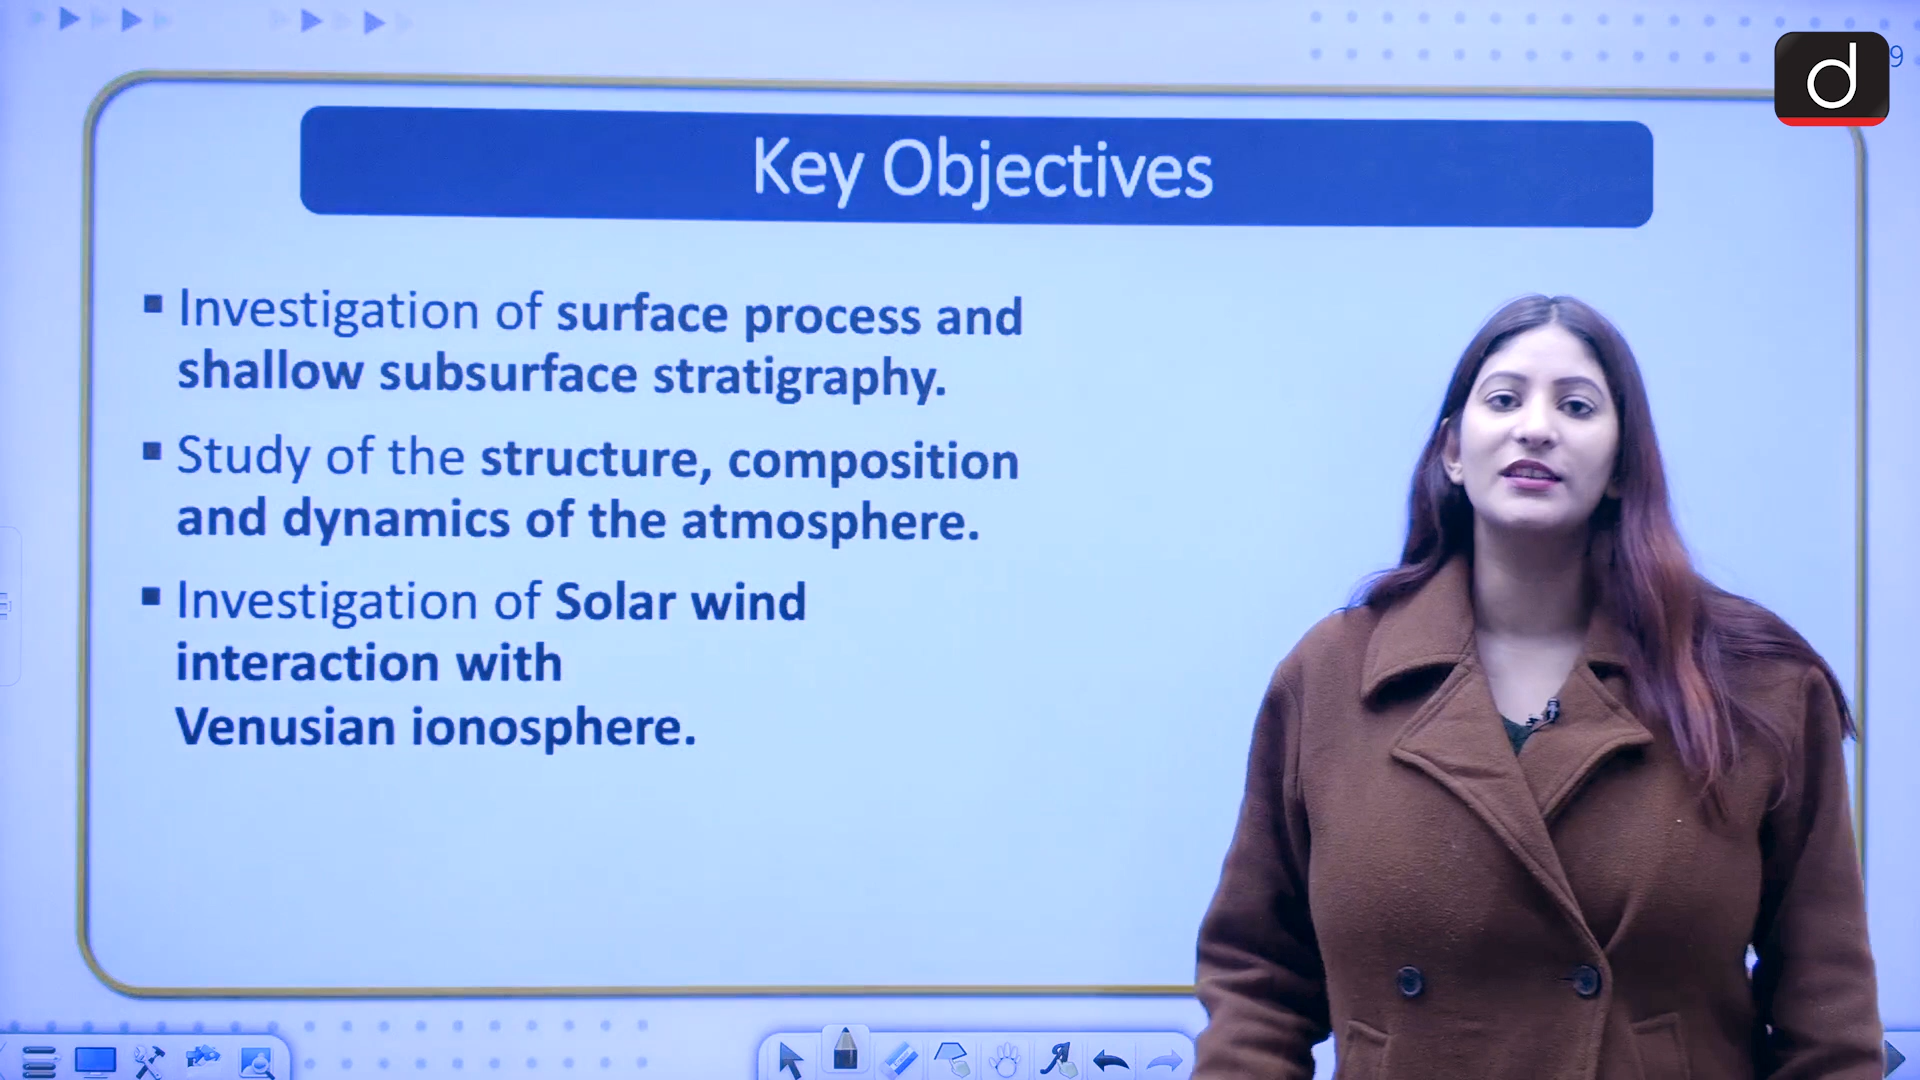 d
9
Key Objectives
▪ Investigation of surface process and
shallow subsurface stratigraphy.
▪ Study of the structure, composition
and dynamics of the atmosphere.
▪ Investigation of Solar wind
interaction with
Venusian ionosphere.